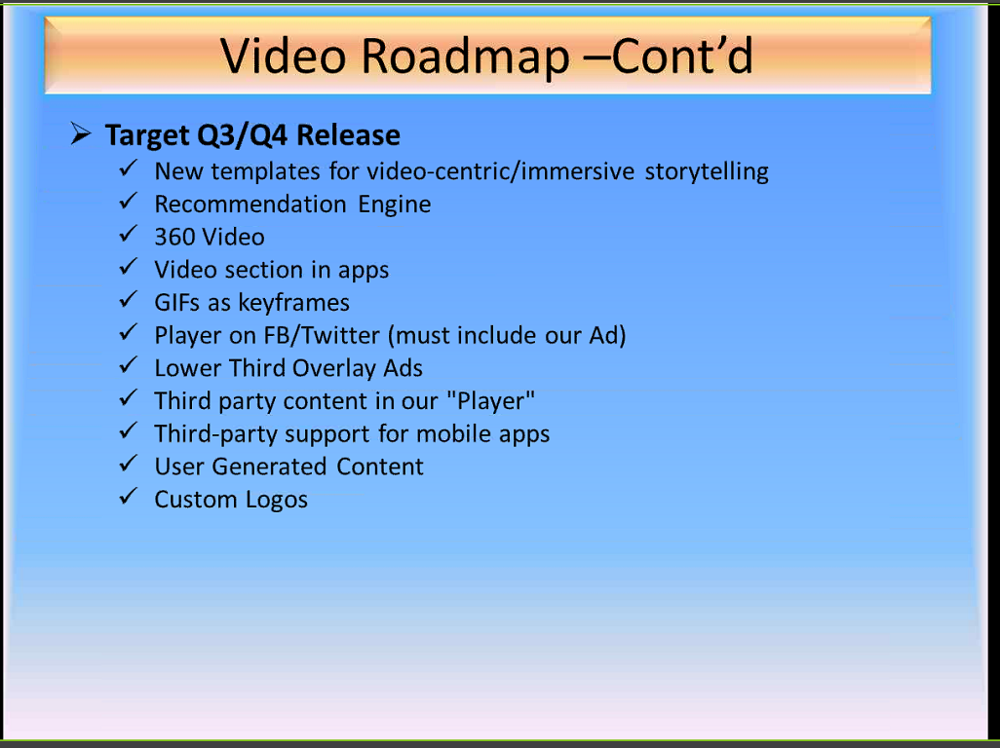 Video Roadmap –Cont’d
Target Q3/Q4 Release
New templates for video-centric/immersive storytelling
Recommendation Engine
360 Video
Video section in apps
GIFs as keyframes
Player on FB/Twitter (must include our Ad)
Lower Third Overlay Ads
Third party content in our "Player"
Third-party support for mobile apps
User Generated Content
Custom Logos